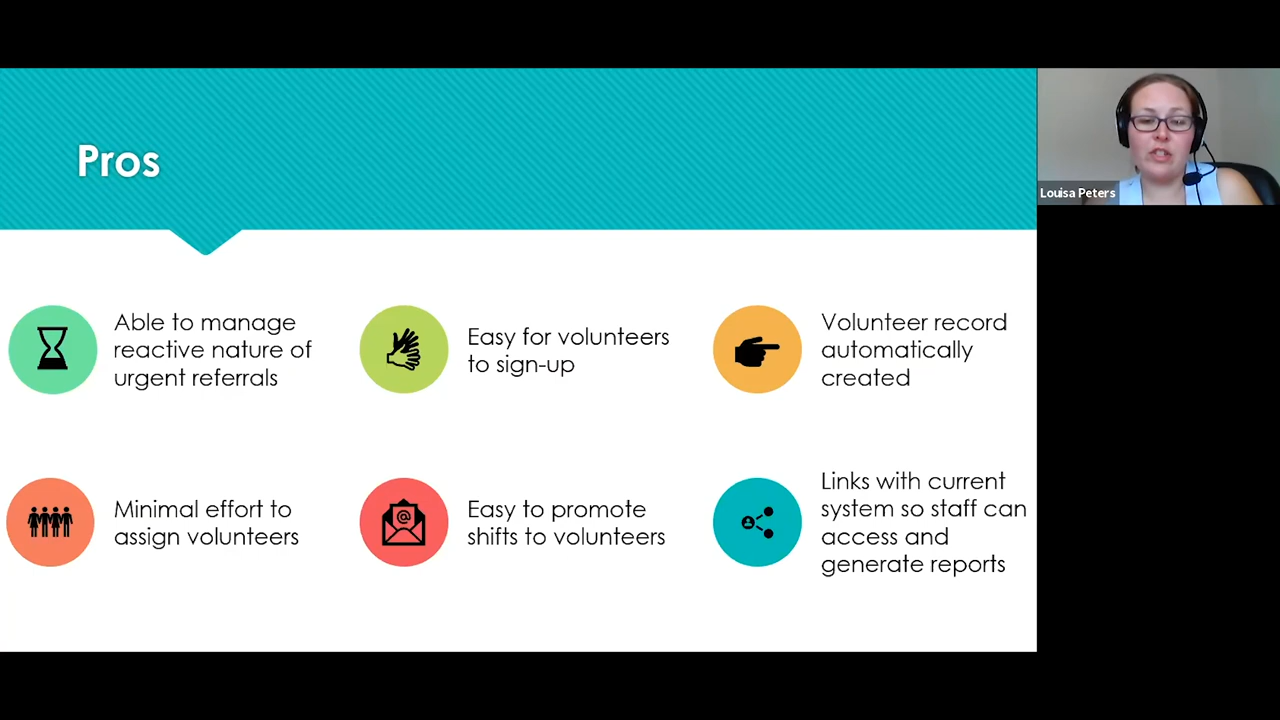 Pros
Louisa Peters
Able to manage
reactive nature of
urgent referrals
Easy for volunteers
to sign-up
Volunteer record
automatically
created
Minimal effort to
assign volunteers
@
Easy to promote
shifts to volunteers
Links with current
system so staff can
access and
generate reports